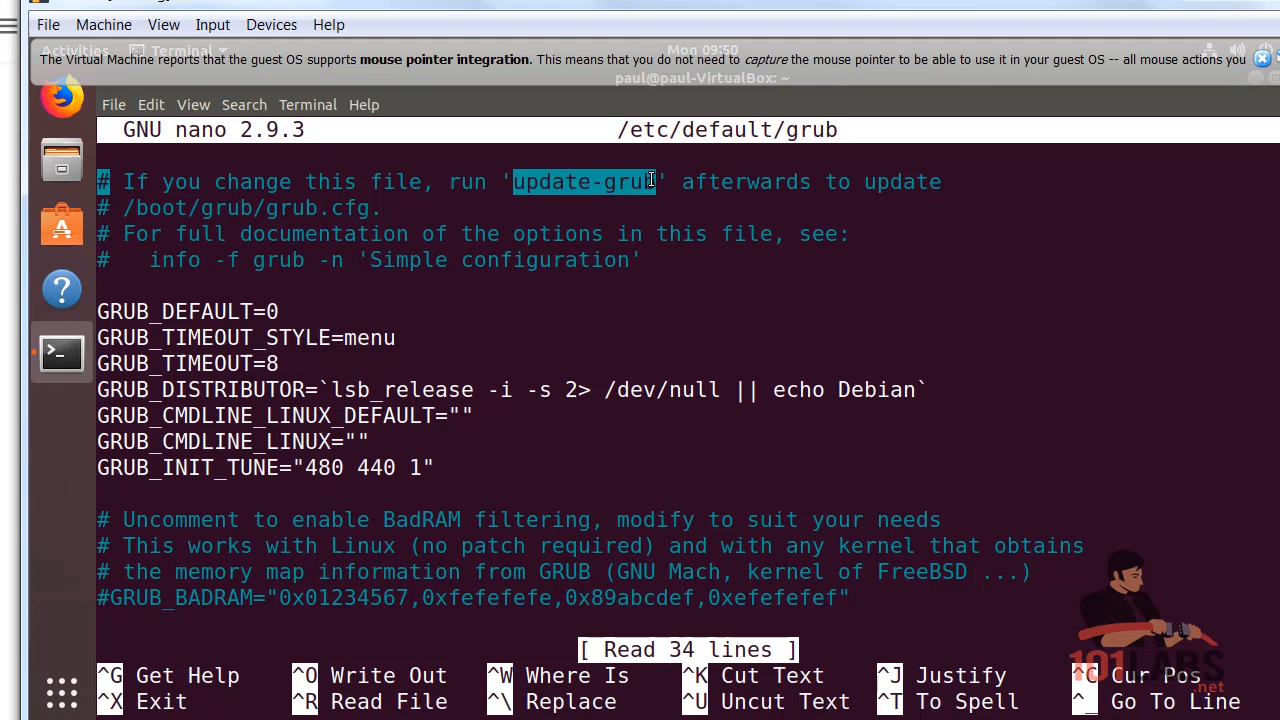 File Machine View Input Devices Help
Activities Terminal Mon 09:50
The Virtual Machine reports that the guest OS supports mouse pointer integration. This means that you do not need to capture the mouse pointer to be able to use it in your guest OS -- all mouse actions you
paul@paul-VirtualBox: ~
File Edit View Search Terminal Help
GNU nano 2.9.3 /etc/default/grub
# If you change this file, run 'update-grub' afterwards to update
# /boot/grub/grub.cfg.
# For full documentation of the options in this file, see:
#   info -f grub -n 'Simple configuration'
GRUB_DEFAULT=0
GRUB_TIMEOUT_STYLE=menu
GRUB_TIMEOUT=8
GRUB_DISTRIBUTOR=`lsb_release -i -s 2> /dev/null || echo Debian`
GRUB_CMDLINE_LINUX_DEFAULT=""
GRUB_CMDLINE_LINUX=""
GRUB_INIT_TUNE="480 440 1"
# Uncomment to enable BadRAM filtering, modify to suit your needs
# This works with Linux (no patch required) and with any kernel that obtains
# the memory map information from GRUB (GNU Mach, kernel of FreeBSD ...)
#GRUB_BADRAM="0x01234567,0xfefefefe,0x89abcdef,0xefefefef"
[ Read 34 lines ]
^G Get Help ^O Write Out ^W Where Is ^K Cut Text ^J Justify ^C Cur Pos
^X Exit ^R Read File ^\ Replace ^U Uncut Text ^T To Spell ^_ Go To Line
101LABS
.net